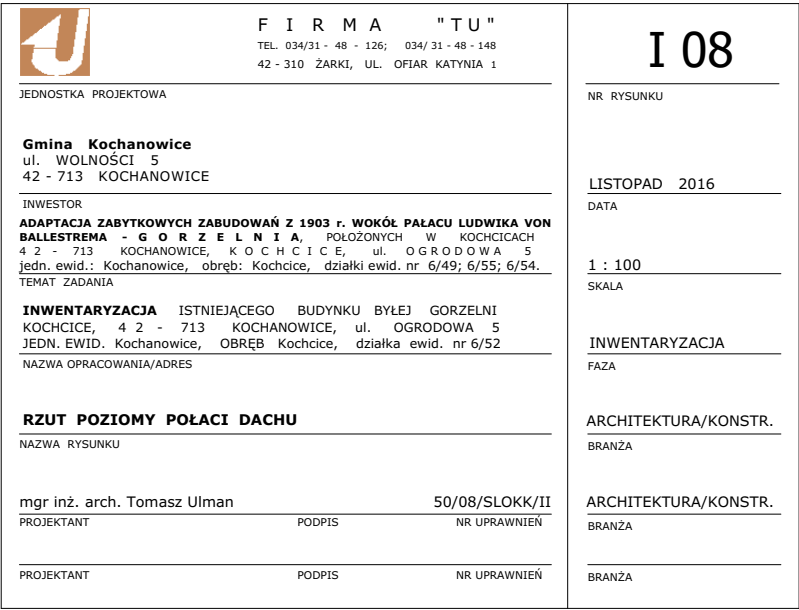 F I R M A "TU"
TEL. 034/31 - 48 - 126; 034/ 31 - 48 - 148
42 - 310 ŻARKI, UL. OFIAR KATYNIA 1
JEDNOSTKA PROJEKTOWA
I 08
NR RYSUNKU
Gmina Kochanowice
ul. WOLNOŚCI 5
42 - 713 KOCHANOWICE
INWESTOR
LISTOPAD 2016
DATA
ADAPTACJA ZABYTKOWYCH ZABUDOWAŃ Z 1903 r. WOKÓŁ PAŁACU LUDWIKA VON
BALLESTREMA - G O R Z E L N I A, POŁOŻONYCH W KOCHCICACH
4 2 - 713 KOCHANOWICE, K O C H C I C E, ul. O G R O D O W A 5
jedn. ewid.: Kochanowice, obręb: Kochcice, działki ewid. nr 6/49; 6/55; 6/54.
TEMAT ZADANIA
1 : 100
SKALA
INWENTARYZACJA ISTNIEJĄCEGO BUDYNKU BYŁEJ GORZELNI
KOCHCICE, 4 2 - 713 KOCHANOWICE, ul. OGRODOWA 5
JEDN. EWID. Kochanowice, OBRĘB Kochcice, działka ewid. nr 6/52
NAZWA OPRACOWANIA/ADRES
INWENTARYZACJA
FAZA
RZUT POZIOMY POŁACI DACHU
NAZWA RYSUNKU
ARCHITEKTURA/KONSTR.
BRANŻA
mgr inż. arch. Tomasz Ulman 50/08/SLOKK/II
PROJEKTANT PODPIS NR UPRAWNIEŃ
ARCHITEKTURA/KONSTR.
BRANŻA
PROJEKTANT PODPIS NR UPRAWNIEŃ
BRANŻA